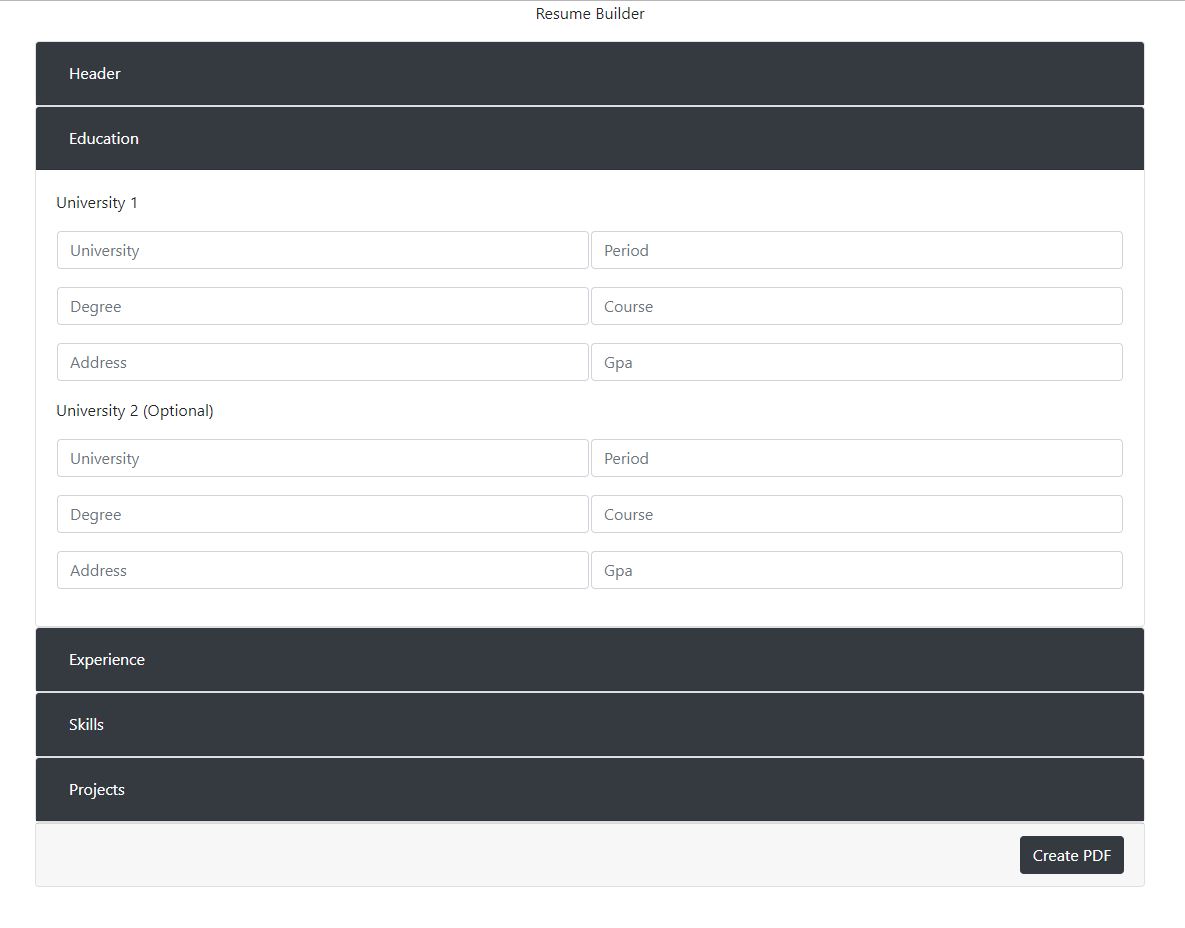 Resume Builder
Header
Education
University 1
University Period
Degree Course
Address Gpa
University 2 (Optional)
University Period
Degree Course
Address Gpa
Experience
Skills
Projects
Create PDF